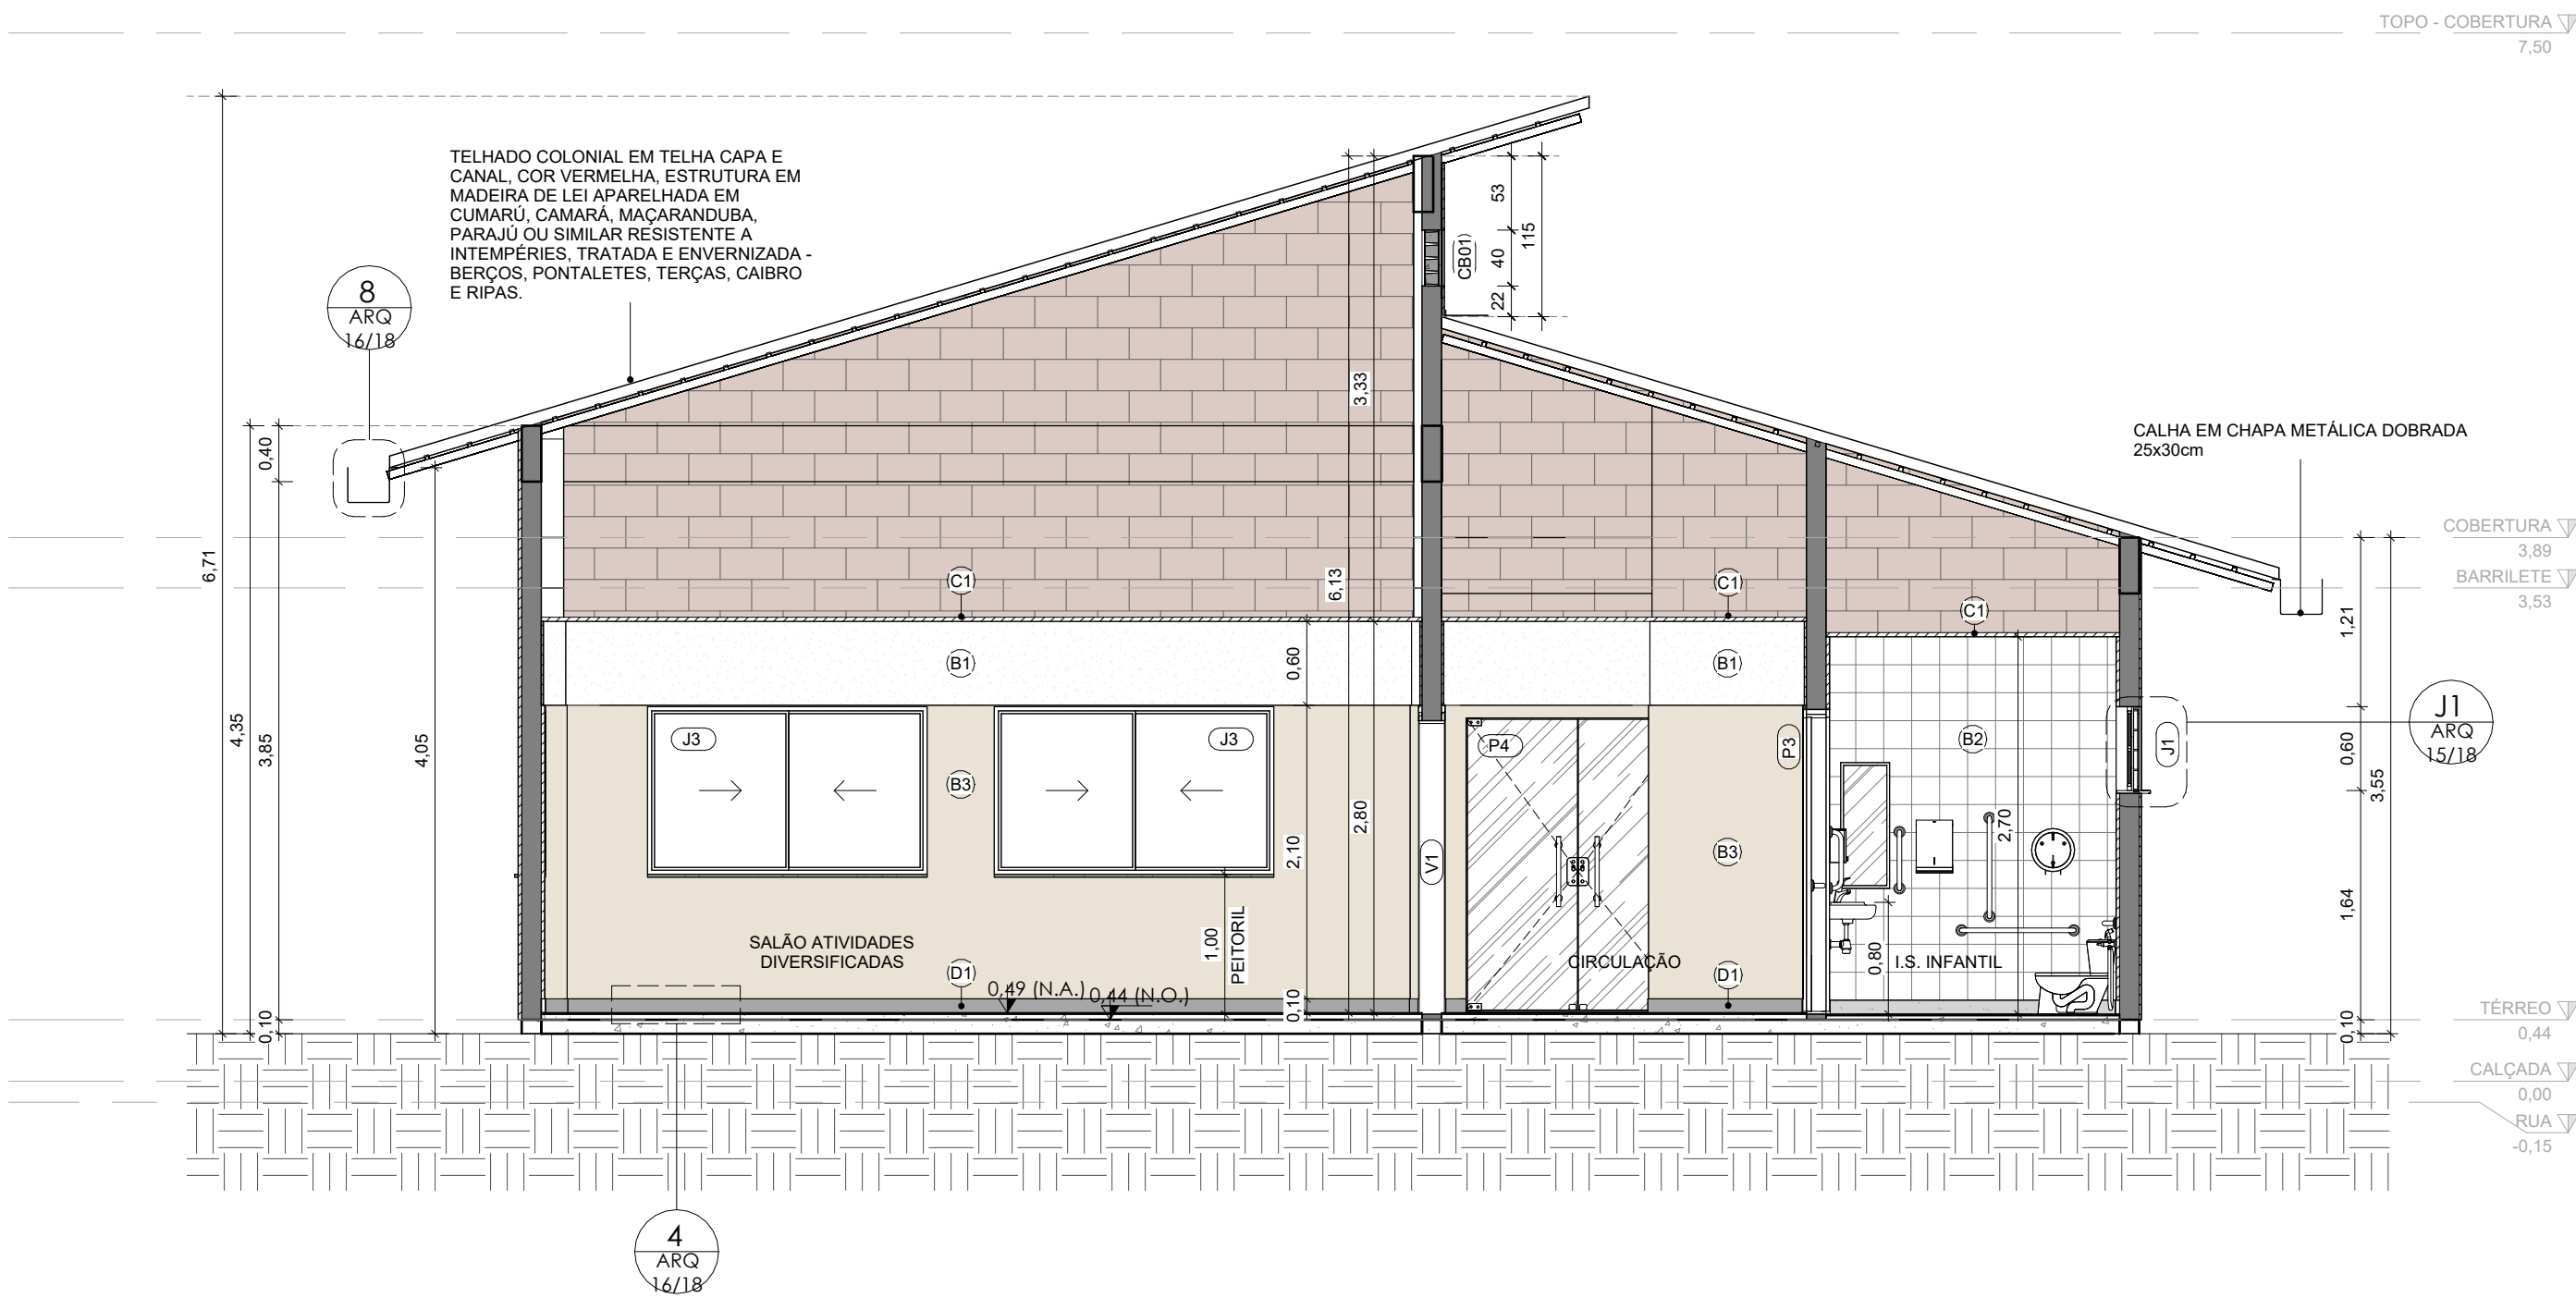 TOPO - COBERTURA
7,50
TELHADO COLONIAL EM TELHA CAPA E
CANAL, COR VERMELHA, ESTRUTURA EM
MADEIRA DE LEI APARELHADA EM
CUMARÚ, CAMARÁ, MAÇARANDUBA,
PARAJÚ OU SIMILAR RESISTENTE A
INTEMPÉRIES, TRATADA E ENVERNIZADA -
BERÇOS, PONTALETES, TERÇAS, CAIBRO
E RIPAS.
8
ARQ
16/18
53
115
CB01
40
22
3,33
0,40
CALHA EM CHAPA METÁLICA DOBRADA
25x30cm
COBERTURA
3,89
BARRILETE
3,53
6,71
6,13
C1
C1
C1
1,21
B1
0,60
B1
4,35
3,85
4,05
J3
J3
P4
P3
B2
J1
0,60
3,55
J1
ARQ
15/18
B3
2,10
2,80
V1
B3
2,70
1,64
SALÃO ATIVIDADES
DIVERSIFICADAS
1,00
PEITORIL
CIRCULAÇÃO
0,80
I.S. INFANTIL
D1
D1
0,49 (N.A.)
0,44 (N.O.)
0,10
0,10
0,10
TÉRREO
0,44
CALÇADA
0,00
RUA
-0,15
4
ARQ
16/18